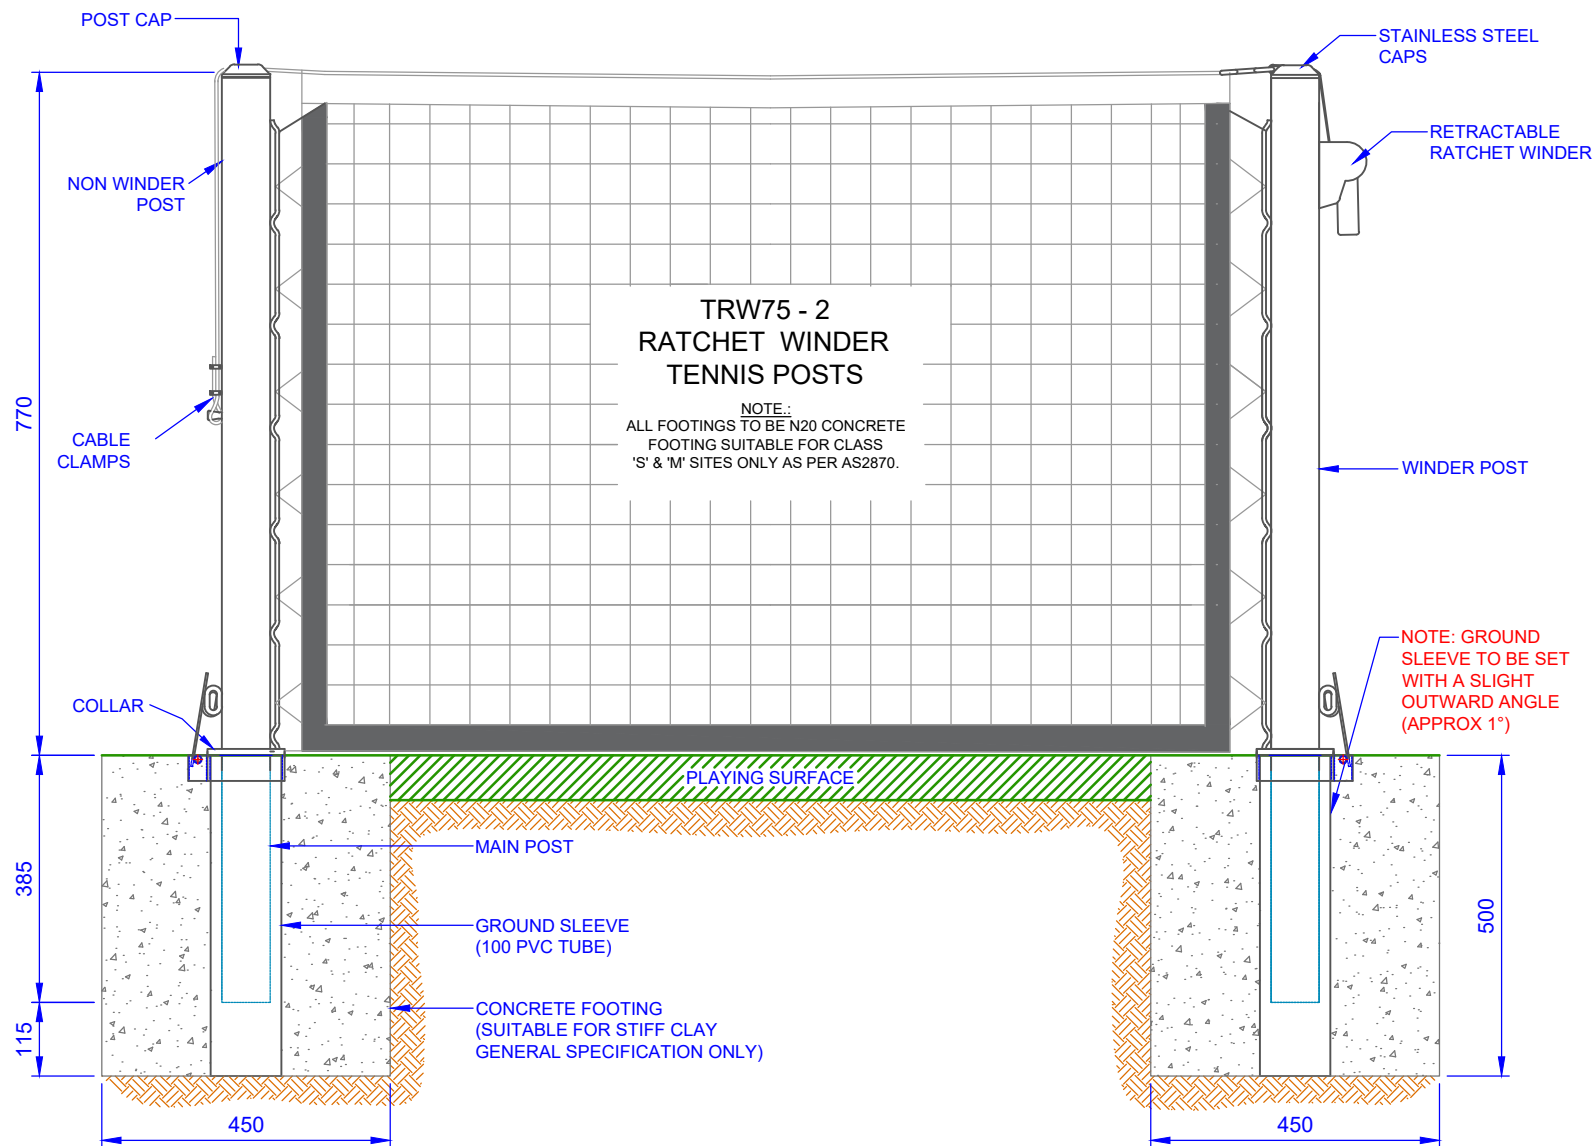 POST CAP
STAINLESS STEEL
CAPS
RETRACTABLE
RATCHET WINDER
NON WINDER
POST
TRW75 - 2
RATCHET WINDER
TENNIS POSTS
NOTE.:
ALL FOOTINGS TO BE N20 CONCRETE
FOOTING SUITABLE FOR CLASS
'S' & 'M' SITES ONLY AS PER AS2870.
770
CABLE
CLAMPS
WINDER POST
NOTE: GROUND
SLEEVE TO BE SET
WITH A SLIGHT
OUTWARD ANGLE
(APPROX 1°)
COLLAR
PLAYING SURFACE
MAIN POST
385
GROUND SLEEVE
(100 PVC TUBE)
500
CONCRETE FOOTING
(SUITABLE FOR STIFF CLAY
GENERAL SPECIFICATION ONLY)
115
450
450